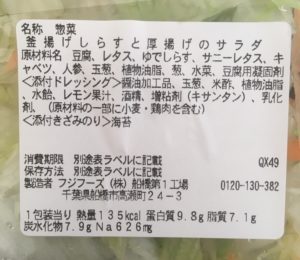 名称 惣菜
釜揚げしらすと厚揚げのサラダ
原材料名 豆腐、レタス、ゆでしらす、サニーレタス、キ
ャベツ、人参、玉葱、植物油脂、葱、水菜、豆腐用凝固剤
<添付ドレッシング>醤油加工品、玉葱、米酢、植物油脂
、水飴、レモン果汁、酒精、増粘剤(キサンタン)、乳化
剤、(原材料の一部に小麦・鶏肉を含む)
<添付きざみのり>海苔
消費期限 別途表ラベルに記載 QX49
保存方法 別途表ラベルに記載
製造者 フジフーズ(株)船橋第1工場 0120-130-382
千葉県船橋市高瀬町24-3
1包装当り 熱量135kcal 蛋白質9.8g脂質7.1g
炭水化物7.9gNa626mg